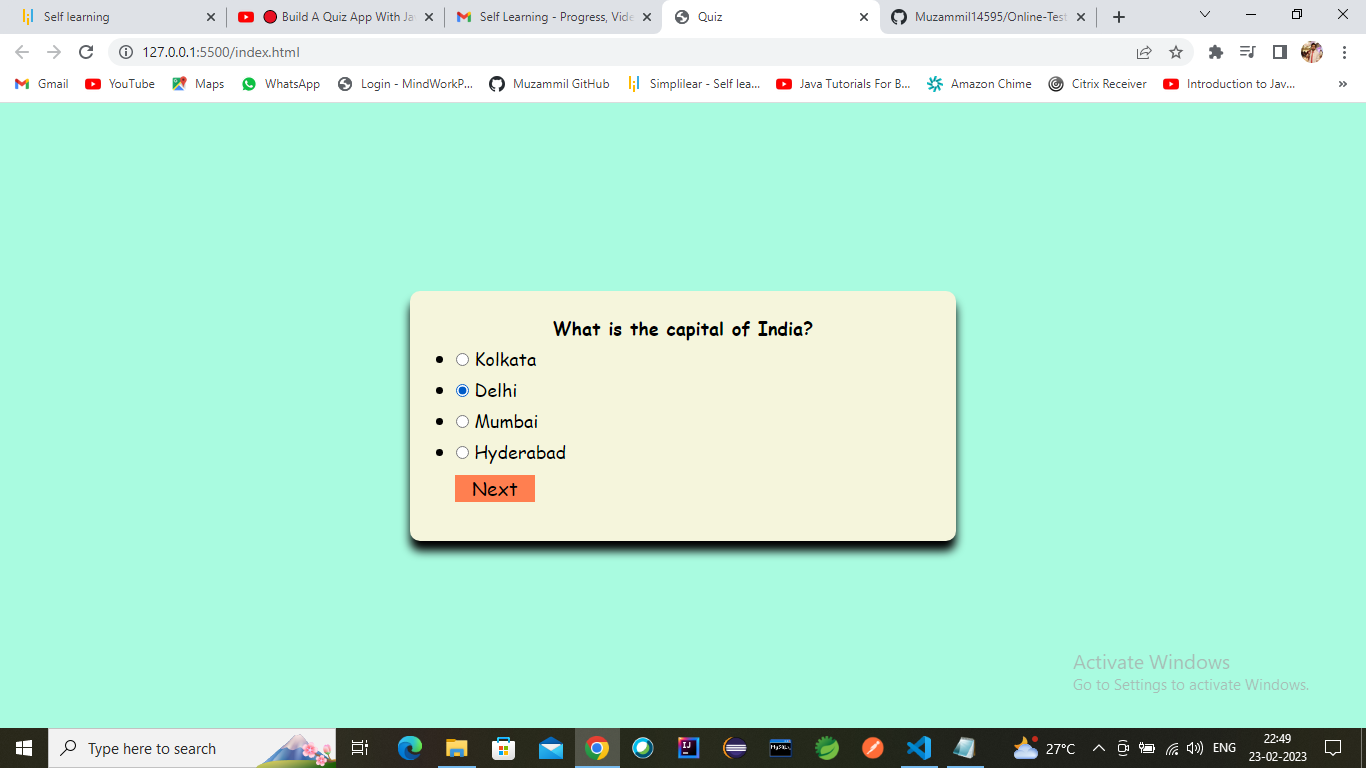 Self learning
Build A Quiz App With Ja
Self Learning - Progress, Vide
Quiz
Muzammil14595/Online-Test
127.0.0.1:5500/index.html
Gmail
YouTube
Maps
WhatsApp
Login - MindWorkP...
Muzammil GitHub
Simplilear - Self lea...
Java Tutorials For B...
Amazon Chime
Citrix Receiver
Introduction to Jav...
»
What is the capital of India?
Kolkata
Delhi
Mumbai
Hyderabad
Next
Activate Windows
Go to Settings to activate Windows.
Type here to search
IJ
MySQL
27°C
ENG
22:49
23-02-2023